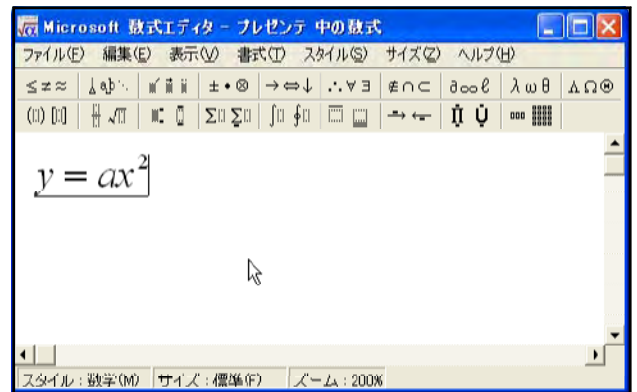 Microsoft 数式エディタ - プレゼンテ 中の数式
ファイル(F) 編集(E) 表示(V) 書式(T) スタイル(S) サイズ(Z) ヘルプ(H)
≤≠≈ ±•⊗ →⇔↓ ∴∀∃ ∉∩⊂ ∂∞ℓ λωθ ΔΩ⊛
y = ax²
スタイル:数学(M) サイズ:標準(F) ズーム:200%